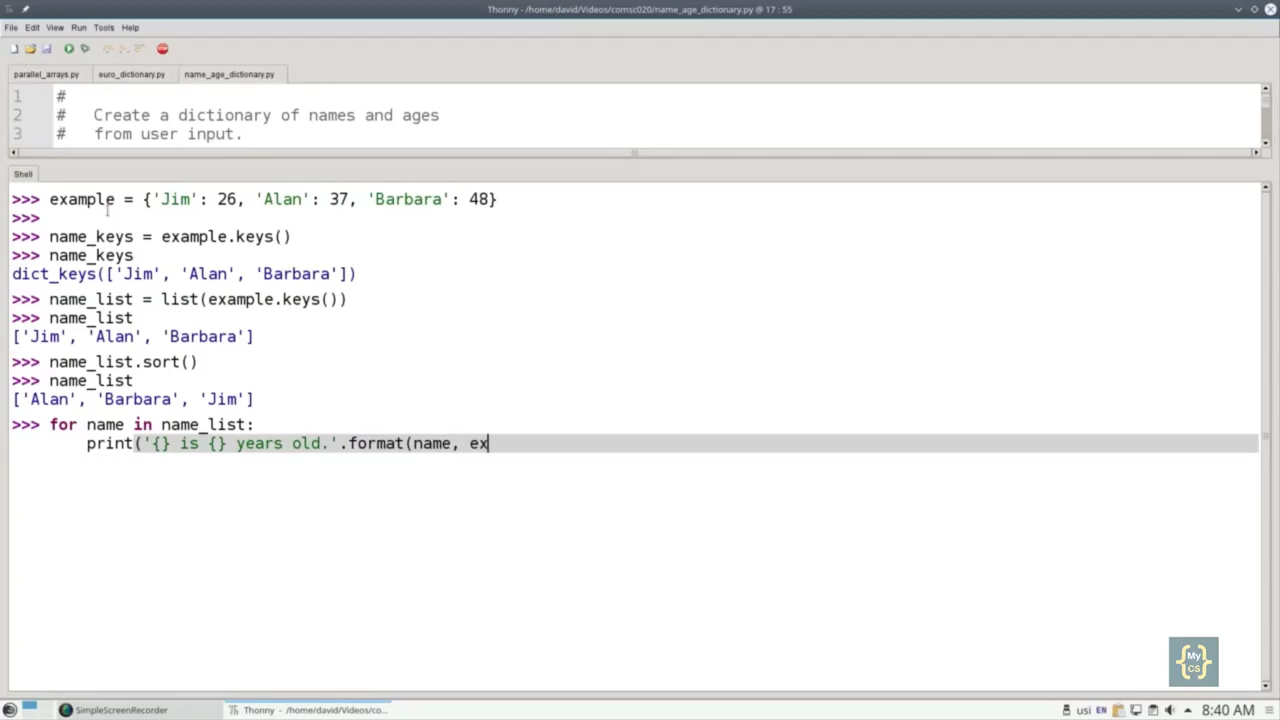 Thonny - /home/david/Videos/comsc020/name_age_dictionary.py @ 17 : 55
File Edit View Run Tools Help
parallel_arrays.py euro_dictionary.py name_age_dictionary.py
1 #
2 # Create a dictionary of names and ages
3 # from user input.
Shell
>>> example = {'Jim': 26, 'Alan': 37, 'Barbara': 48}
>>>
>>> name_keys = example.keys()
>>> name_keys
dict_keys(['Jim', 'Alan', 'Barbara'])
>>> name_list = list(example.keys())
>>> name_list
['Jim', 'Alan', 'Barbara']
>>> name_list.sort()
>>> name_list
['Alan', 'Barbara', 'Jim']
>>> for name in name_list:
print('{} is {} years old.'.format(name, ex
{My CS}
SimpleScreenRecorder Thonny - /home/david/Videos/co... usi EN 8:40 AM